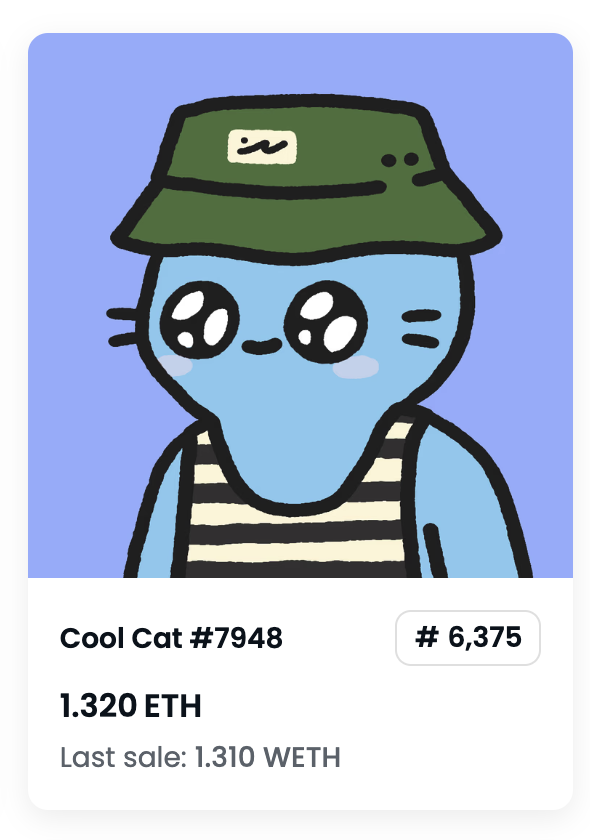 Cool Cat #7948
# 6,375
1.320 ETH
Last sale: 1.310 WETH